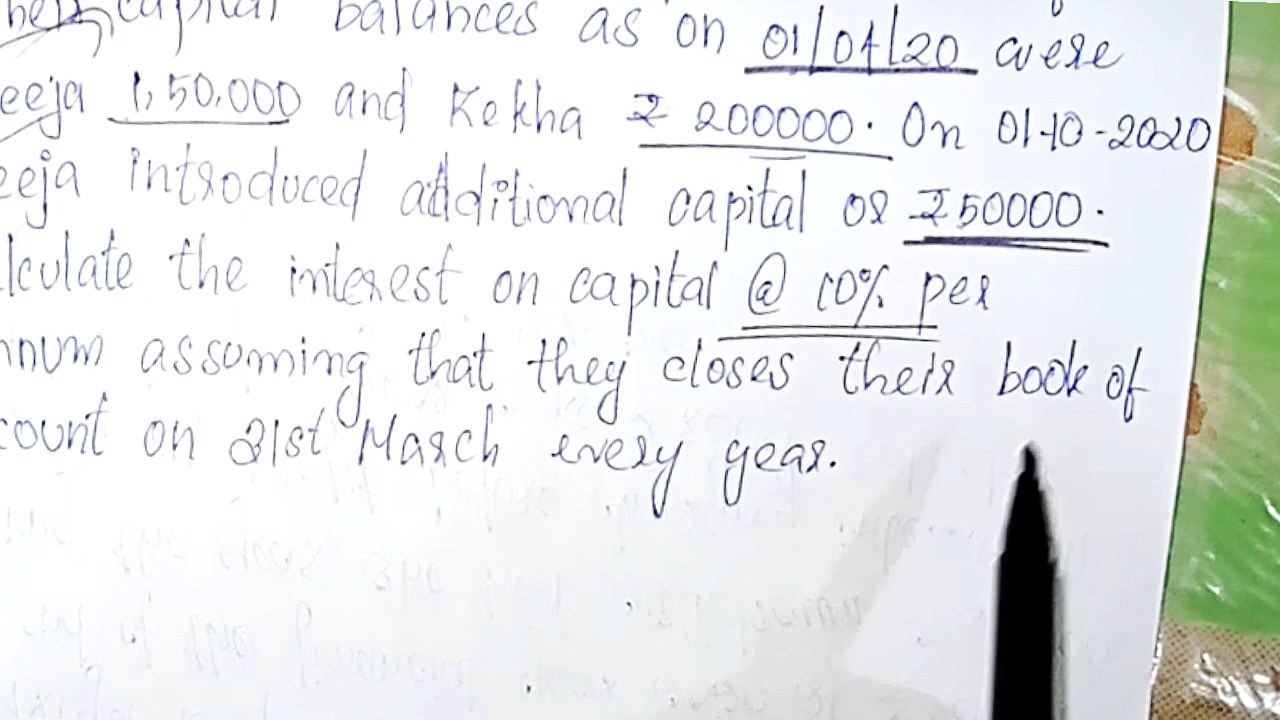 capital balances as on 01/04/20 were
eeja 1,50,000 and Rekha ₹ 200000. On 01-10-2020
eeja introduced additional capital of ₹50000.
lculate the interest on capital @ 10% per
nnum assuming that they closes their book of
count on 31st March every year.